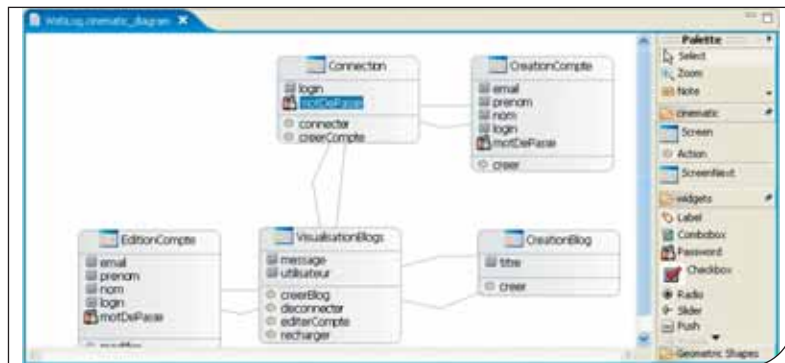 WebLog.cinematic_diagram
Connection
login
motDePasse
connecter
creerCompte
CreationCompte
email
prenom
nom
login
motDePasse
creer
EditionCompte
email
prenom
nom
login
motDePasse
modifier
VisualisationBlogs
message
utilisateur
creerBlog
deconnecter
editerCompte
recharger
CreationBlog
titre
creer
Palette
Select
Zoom
Note
cinematic
Screen
Action
ScreenNext
widgets
Label
Combobox
Password
Checkbox
Radio
Slider
Push
Geometric Shapes